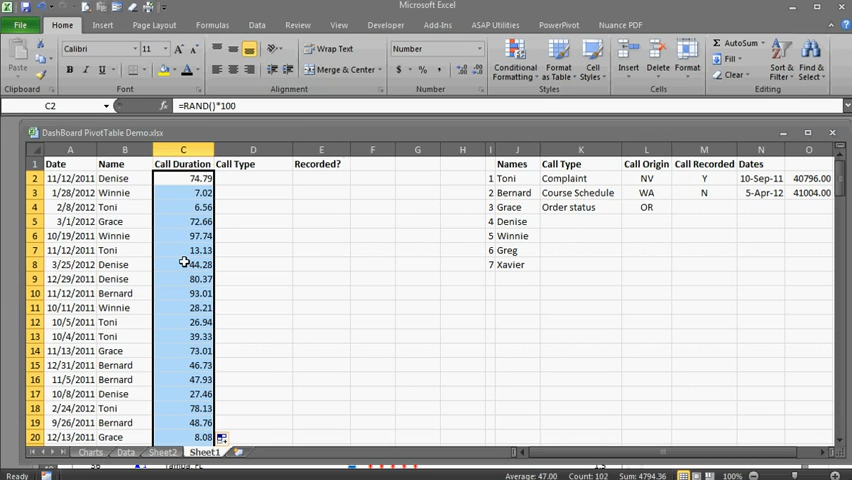 Microsoft Excel
File Home Insert Page Layout Formulas Data Review View Developer Add-Ins ASAP Utilities PowerPivot Nuance PDF
Calibri 11 A A Wrap Text Number AutoSum
Paste B I U Merge & Center $ % , Conditional Formatting Format as Table Cell Styles Insert Delete Format Fill Clear Sort & Filter Find & Select
Clipboard Font Alignment Number Styles Cells Editing
C2 fx =RAND()*100
DashBoard PivotTable Demo.xlsx
A B C D E F G H I J K L M N O
1 Date Name Call Duration Call Type Recorded? Names Call Type Call Origin Call Recorded Dates
2 11/12/2011 Denise 74.79 1 Toni Complaint NV Y 10-Sep-11 40796.00
3 1/28/2012 Winnie 7.02 2 Bernard Course Schedule WA N 5-Apr-12 41004.00
4 2/8/2012 Toni 6.56 3 Grace Order status OR
5 3/1/2012 Grace 72.66 4 Denise
6 10/19/2011 Winnie 97.74 5 Winnie
7 11/12/2011 Toni 13.13 6 Greg
8 3/25/2012 Denise 44.28 7 Xavier
9 12/29/2011 Denise 80.37
10 11/12/2011 Bernard 93.01
11 10/11/2011 Winnie 28.21
12 10/5/2011 Toni 26.94
13 10/4/2011 Toni 39.33
14 11/13/2011 Grace 73.01
15 12/31/2011 Bernard 46.73
16 11/5/2011 Bernard 47.93
17 10/8/2011 Denise 27.46
18 2/24/2012 Toni 78.13
19 9/26/2011 Bernard 48.76
20 12/13/2011 Grace 8.08
Charts Data Sheet2 Sheet1
Ready Average: 47.00 Count: 102 Sum: 4794.36 100%